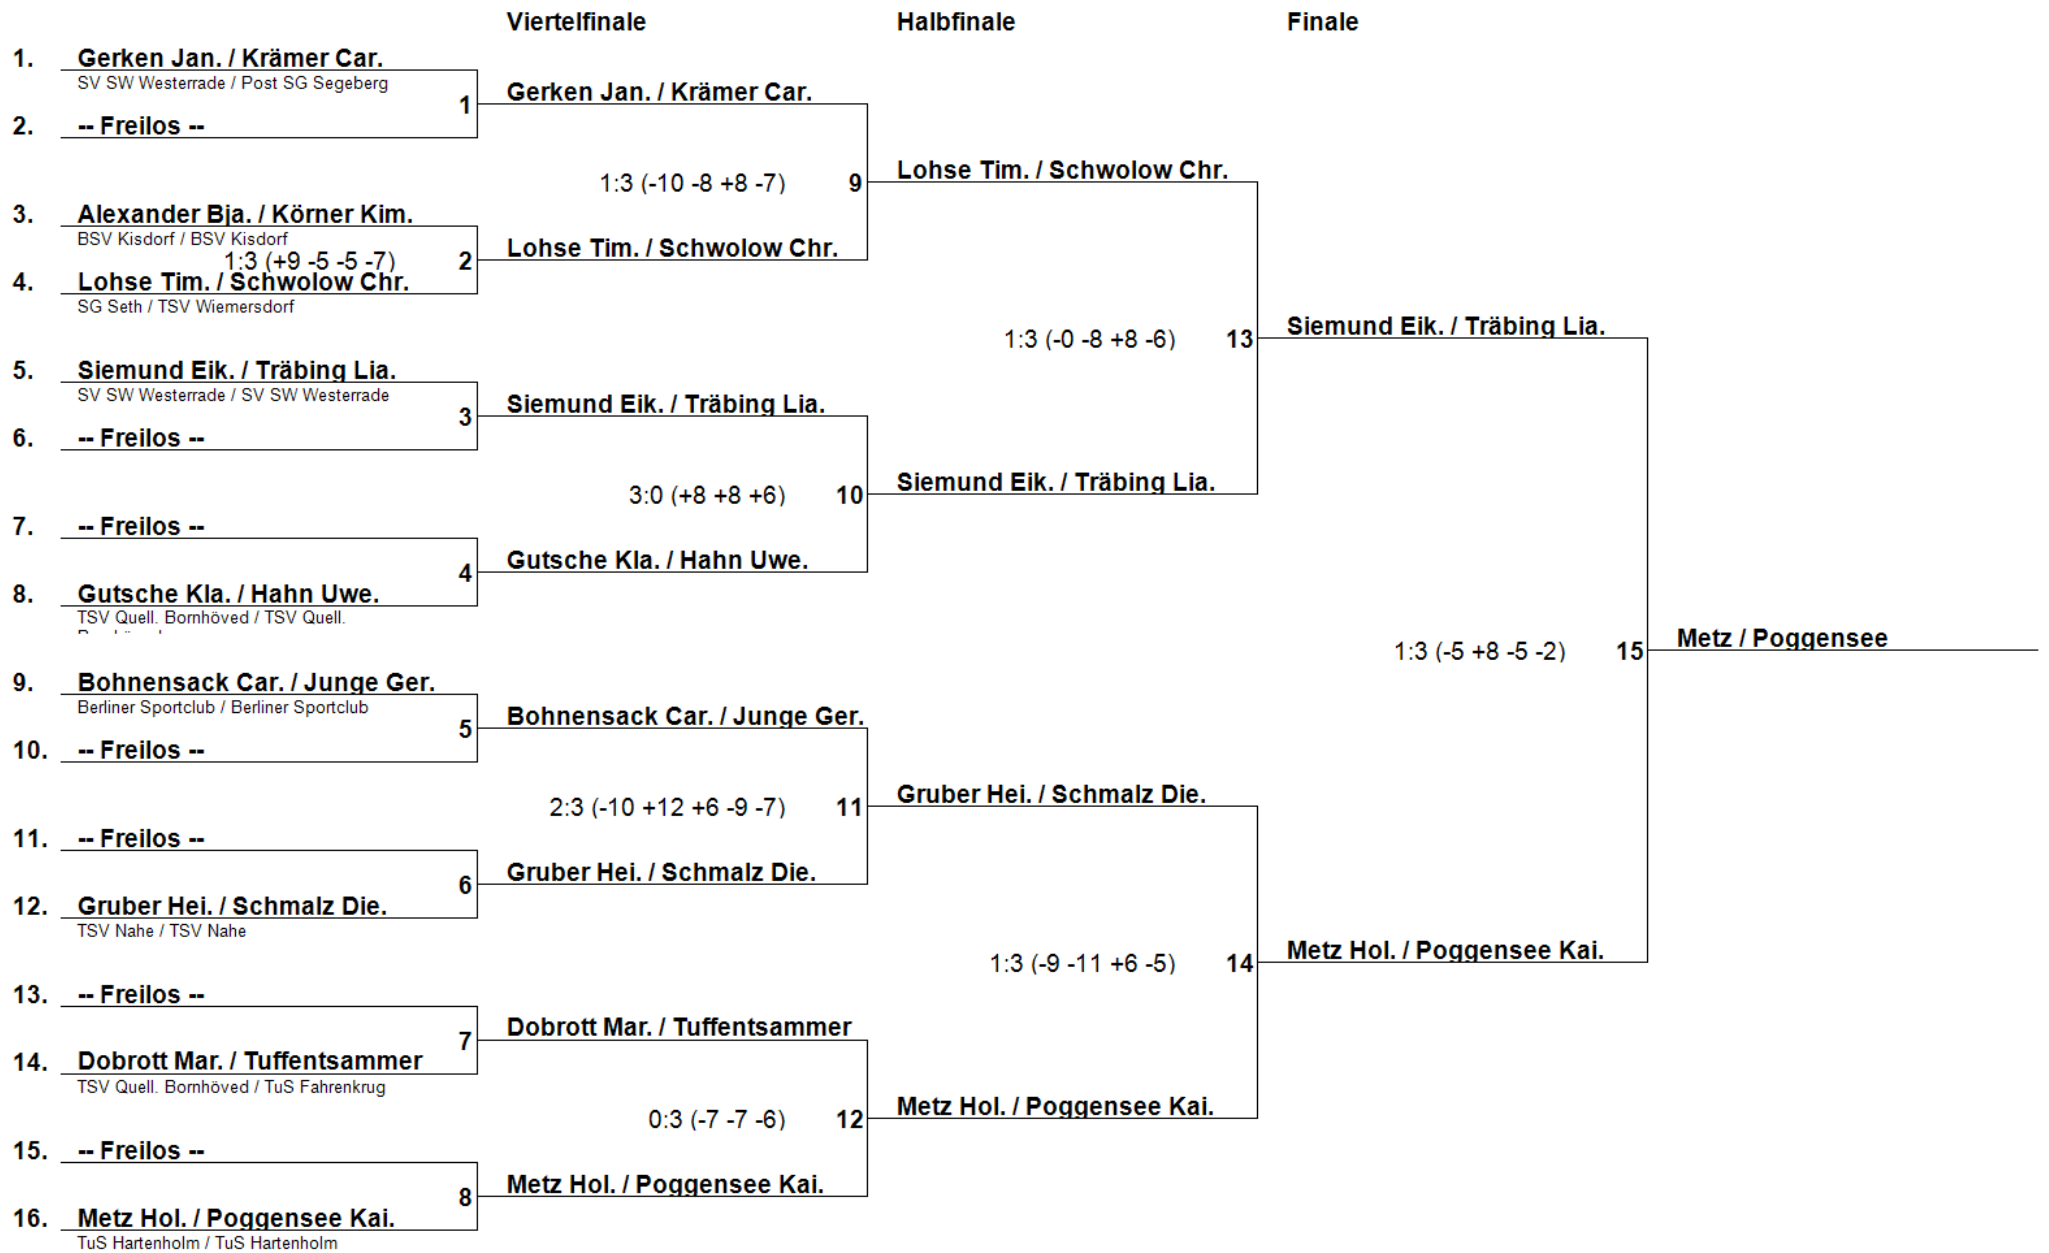 Viertelfinale Halbfinale Finale
1. Gerken Jan. / Krämer Car.
SV SW Westerrade / Post SG Segeberg
1 Gerken Jan. / Krämer Car.
2. -- Freilos --
1:3 (-10 -8 +8 -7) 9 Lohse Tim. / Schwolow Chr.
3. Alexander Bja. / Körner Kim.
BSV Kisdorf / BSV Kisdorf
1:3 (+9 -5 -5 -7) 2 Lohse Tim. / Schwolow Chr.
4. Lohse Tim. / Schwolow Chr.
SG Seth / TSV Wiemersdorf
1:3 (-0 -8 +8 -6) 13 Siemund Eik. / Träbing Lia.
5. Siemund Eik. / Träbing Lia.
SV SW Westerrade / SV SW Westerrade
3 Siemund Eik. / Träbing Lia.
6. -- Freilos --
3:0 (+8 +8 +6) 10 Siemund Eik. / Träbing Lia.
7. -- Freilos --
4 Gutsche Kla. / Hahn Uwe.
8. Gutsche Kla. / Hahn Uwe.
TSV Quell. Bornhöved / TSV Quell.
1:3 (-5 +8 -5 -2) 15 Metz / Poggensee
9. Bohnensack Car. / Junge Ger.
Berliner Sportclub / Berliner Sportclub
5 Bohnensack Car. / Junge Ger.
10. -- Freilos --
2:3 (-10 +12 +6 -9 -7) 11 Gruber Hei. / Schmalz Die.
11. -- Freilos --
6 Gruber Hei. / Schmalz Die.
12. Gruber Hei. / Schmalz Die.
TSV Nahe / TSV Nahe
1:3 (-9 -11 +6 -5) 14 Metz Hol. / Poggensee Kai.
13. -- Freilos --
7 Dobrott Mar. / Tuffentsammer
14. Dobrott Mar. / Tuffentsammer
TSV Quell. Bornhöved / TuS Fahrenkrug
0:3 (-7 -7 -6) 12 Metz Hol. / Poggensee Kai.
15. -- Freilos --
8 Metz Hol. / Poggensee Kai.
16. Metz Hol. / Poggensee Kai.
TuS Hartenholm / TuS Hartenholm